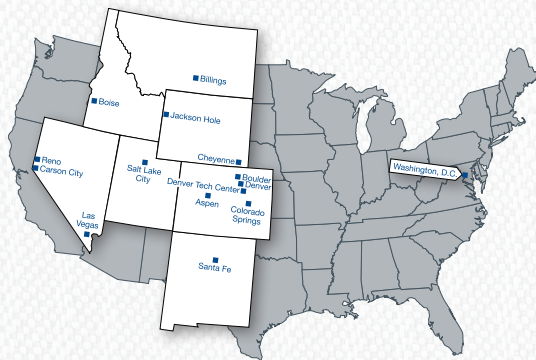 Billings
Boise
Jackson Hole
Cheyenne
Reno
Carson City
Salt Lake
City
Boulder
Denver
Denver Tech Center
Aspen
Colorado
Springs
Las
Vegas
Santa Fe
Washington, D.C.